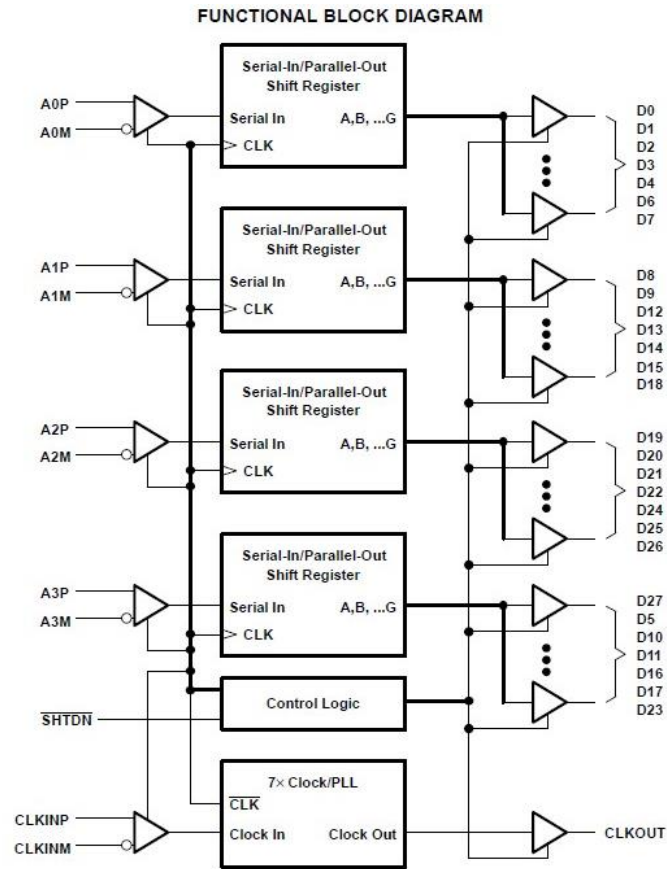 FUNCTIONAL BLOCK DIAGRAM
Serial-In/Parallel-Out
Shift Register
A0P
A0M
Serial In
A,B, ...G
CLK
D0
D1
D2
D3
D4
D6
D7
Serial-In/Parallel-Out
Shift Register
A1P
A1M
Serial In
A,B, ...G
CLK
D8
D9
D12
D13
D14
D15
D18
Serial-In/Parallel-Out
Shift Register
A2P
A2M
Serial In
A,B, ...G
CLK
D19
D20
D21
D22
D24
D25
D26
Serial-In/Parallel-Out
Shift Register
A3P
A3M
Serial In
A,B, ...G
CLK
D27
D5
D10
D11
D16
D17
D23
SHTDN
Control Logic
7× Clock/PLL
CLK
CLKINP
CLKINM
Clock In
Clock Out
CLKOUT